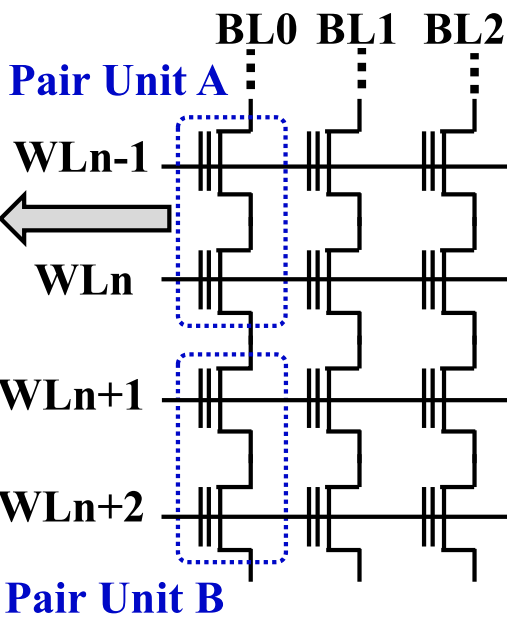 BL0 BL1 BL2
Pair Unit A
WLn-1
WLn
WLn+1
WLn+2
Pair Unit B